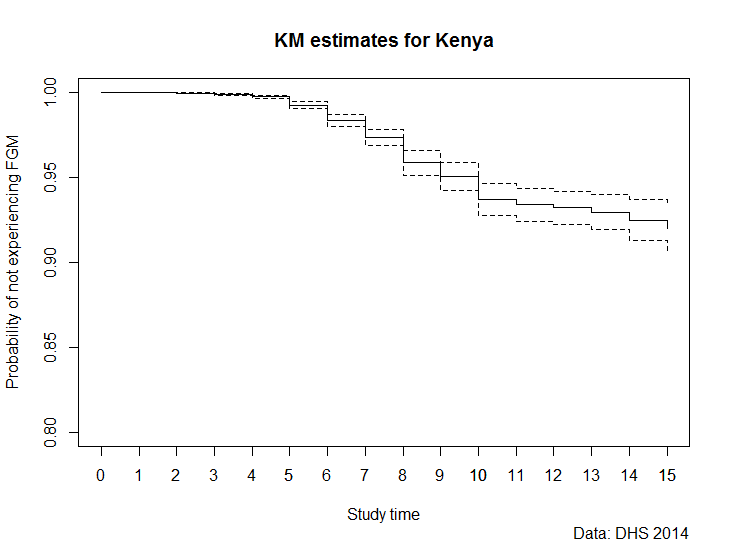 KM estimates for Kenya
Probability of not experiencing FGM
1.00
0.95
0.90
0.85
0.80
0 1 2 3 4 5 6 7 8 9 10 11 12 13 14 15
Study time
Data: DHS 2014